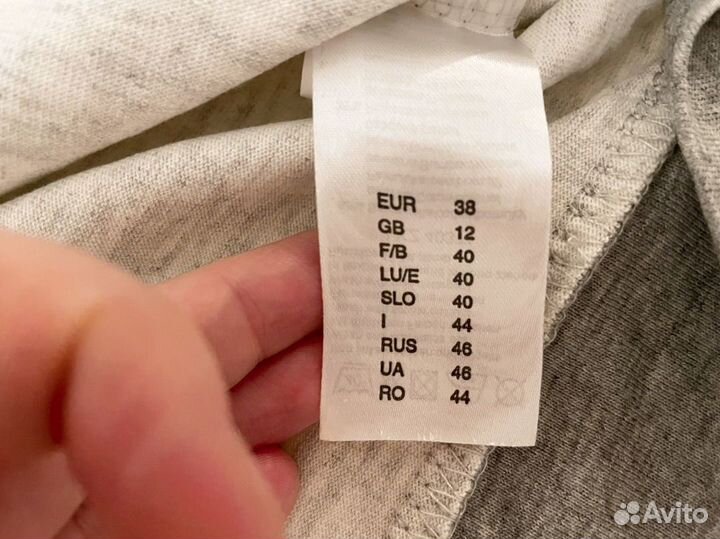 EUR 38
GB 12
F/B 40
LU/E 40
SLO 40
I 44
RUS 46
UA 46
RO 44
Avito